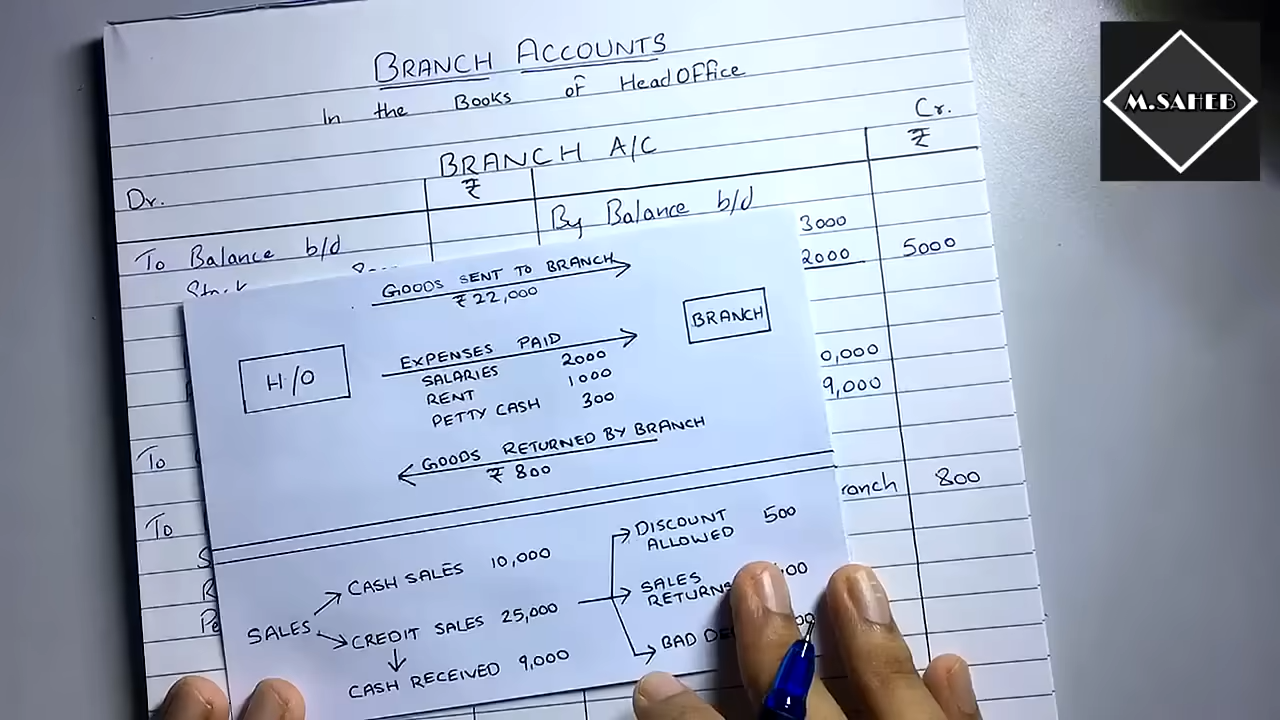 BRANCH ACCOUNTS
In the Books of Head Office
M.SAHEB
BRANCH A/C
Dr.
Cr.
₹
₹
To Balance b/d
By Balance b/d
3000
2000 5000
GOODS SENT TO BRANCH
₹ 22,000
H/O
BRANCH
EXPENSES PAID
SALARIES 2000
RENT 1000
PETTY CASH 300
0,000
9,000
GOODS RETURNED BY BRANCH
₹ 800
To
ranch 800
To
SALES
CASH SALES 10,000
CREDIT SALES 25,000
CASH RECEIVED 9,000
DISCOUNT ALLOWED 500
SALES RETURNS
BAD